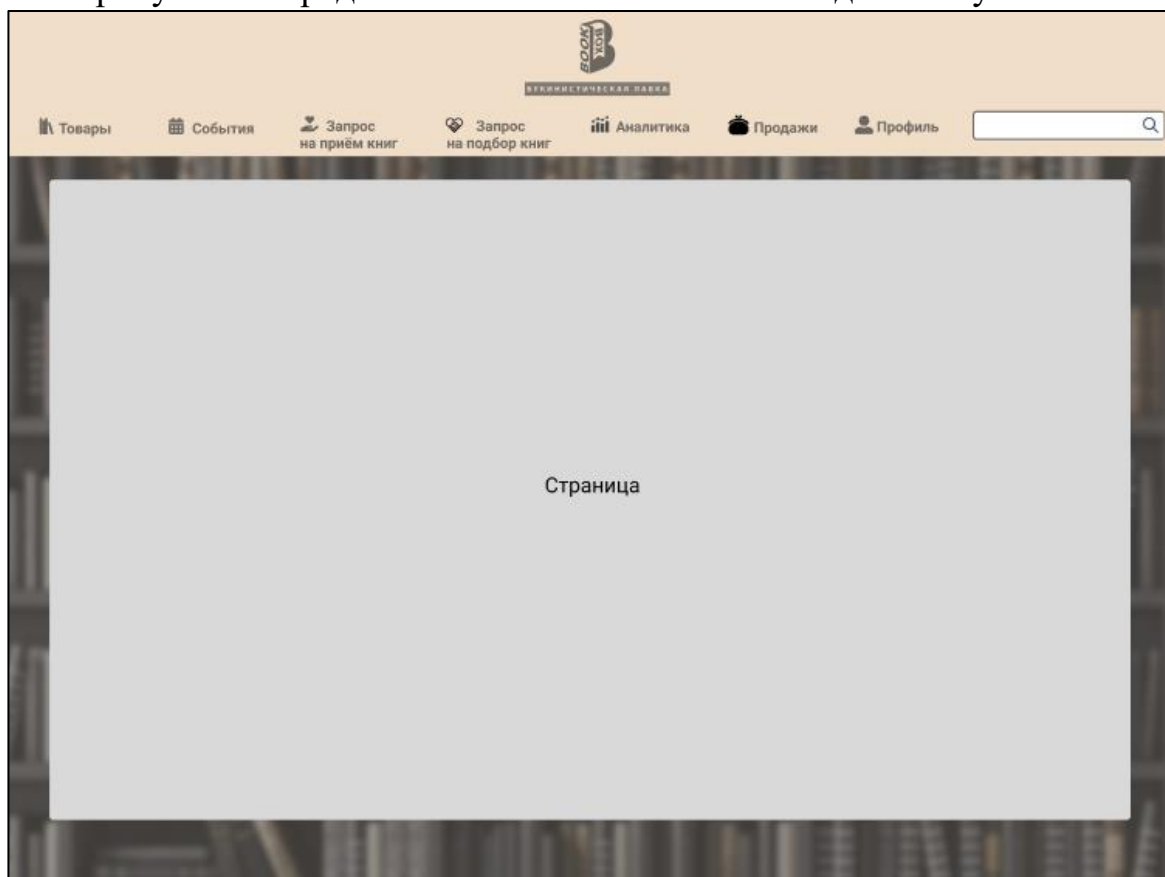 BOOK
BOX
БУКИНИСТИЧЕСКАЯ ЛАВКА
Товары
События
Запрос
на приём книг
Запрос
на подбор книг
Аналитика
Продажи
Профиль
Страница